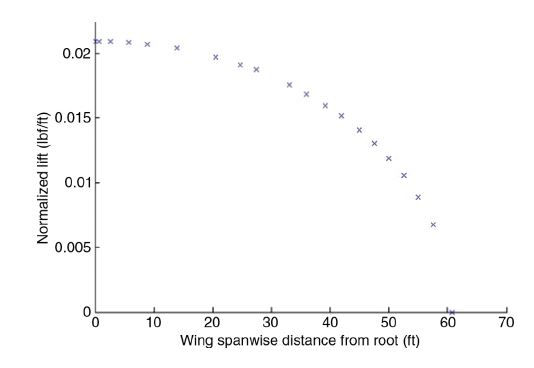 0.02
0.015
0.01
0.005
0
Normalized lift (lbf/ft)
0 10 20 30 40 50 60 70
Wing spanwise distance from root (ft)